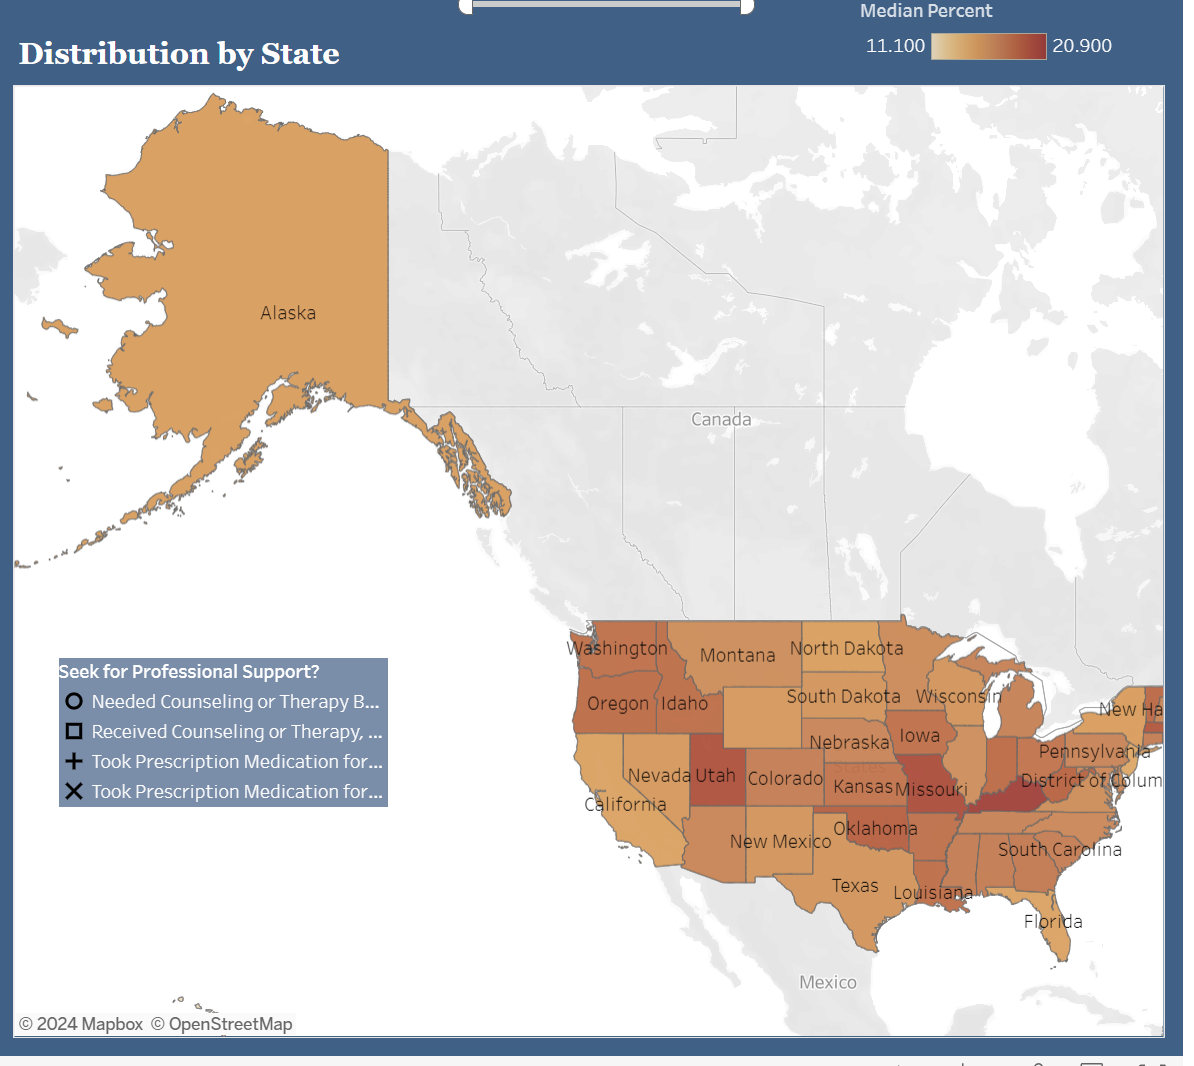 Median Percent
11.100 20.900
Distribution by State
Alaska
Canada
Washington
Montana
North Dakota
Oregon
Idaho
South Dakota
Wisconsin
New Ha
Iowa
Nebraska
Pennsylvania
States
Nevada
Utah
Colorado
Kansas
Missouri
District of Colum
California
Oklahoma
New Mexico
South Carolina
Texas
Louisiana
Florida
Mexico
Seek for Professional Support?
Needed Counseling or Therapy B...
Received Counseling or Therapy, ...
Took Prescription Medication for...
Took Prescription Medication for...
© 2024 Mapbox © OpenStreetMap